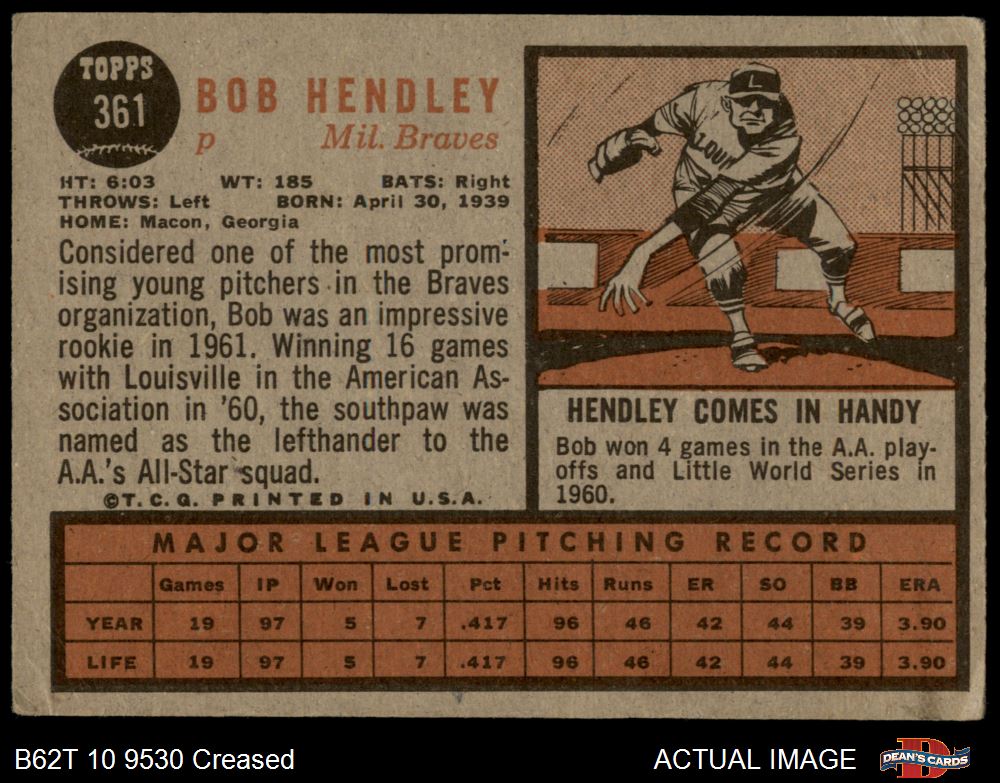 TOPPS
361
BOB HENDLEY
p Mil. Braves
HT: 6:03 WT: 185 BATS: Right
THROWS: Left BORN: April 30, 1939
HOME: Macon, Georgia
Considered one of the most prom-
ising young pitchers in the Braves
organization, Bob was an impressive
rookie in 1961. Winning 16 games
with Louisville in the American As-
sociation in '60, the southpaw was
named as the lefthander to the
A.A.'s All-Star squad.
©T.C.G. PRINTED IN U.S.A.
L
LOUI
HENDLEY COMES IN HANDY
Bob won 4 games in the A.A. play-
offs and Little World Series in
1960.
MAJOR LEAGUE PITCHING RECORD
Games IP Won Lost Pct Hits Runs ER SO BB ERA
YEAR 19 97 5 7 .417 96 46 42 44 39 3.90
LIFE 19 97 5 7 .417 96 46 42 44 39 3.90
B62T 10 9530 Creased
ACTUAL IMAGE
DEAN'S CARDS